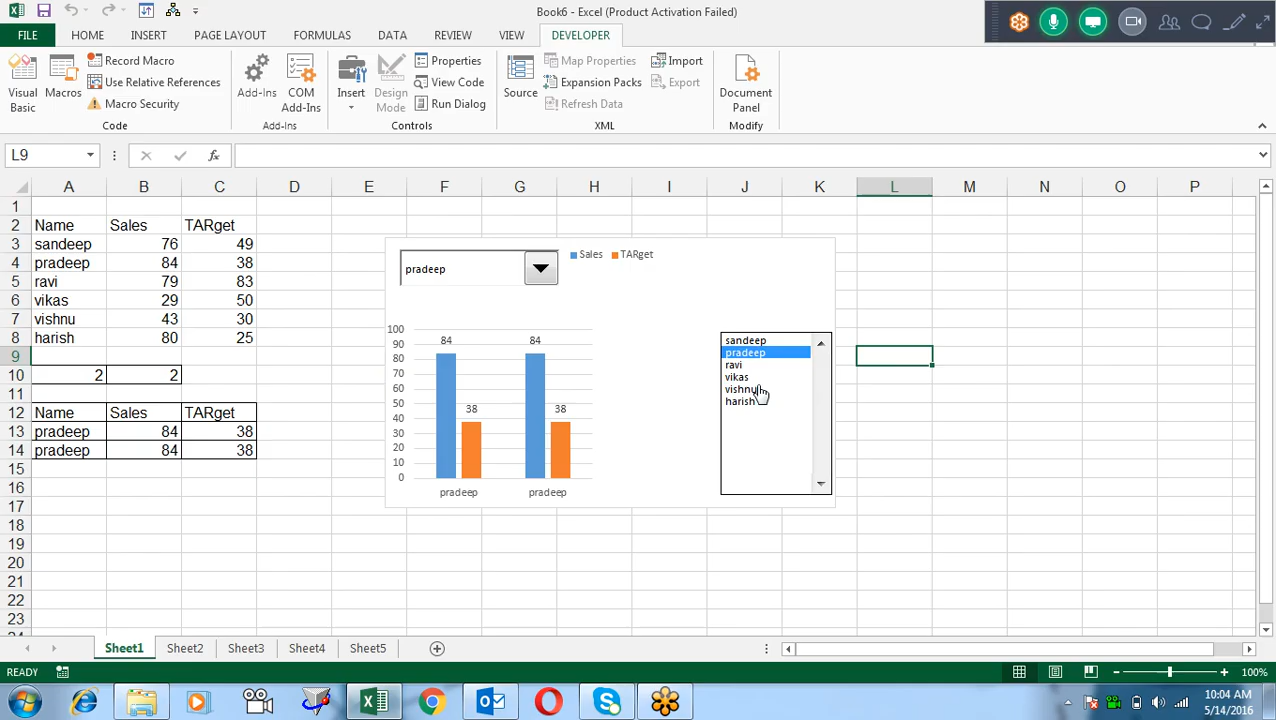 Book6 - Excel (Product Activation Failed)
FILE HOME INSERT PAGE LAYOUT FORMULAS DATA REVIEW VIEW DEVELOPER
Visual Basic
Macros
Record Macro
Use Relative References
Macro Security
Code
Add-Ins
COM Add-Ins
Add-Ins
Insert
Design Mode
Properties
View Code
Run Dialog
Controls
Source
Map Properties
Expansion Packs
Refresh Data
Import
Export
XML
Document Panel
Modify
L9
fx
A B C D E F G H I J K L M N O P
1
2 Name Sales TARget
3 sandeep 76 49
4 pradeep 84 38
5 ravi 79 83
6 vikas 29 50
7 vishnu 43 30
8 harish 80 25
9
10 2 2
11
12 Name Sales TARget
13 pradeep 84 38
14 pradeep 84 38
15
16
17
18
19
20
21
22
23
24
pradeep
Sales TARget
100
90
80
70
60
50
40
30
20
10
0
84 38 84 38
pradeep pradeep
sandeep
pradeep
ravi
vikas
vishnu
harish
Sheet1 Sheet2 Sheet3 Sheet4 Sheet5
READY
100%
10:04 AM
5/14/2016